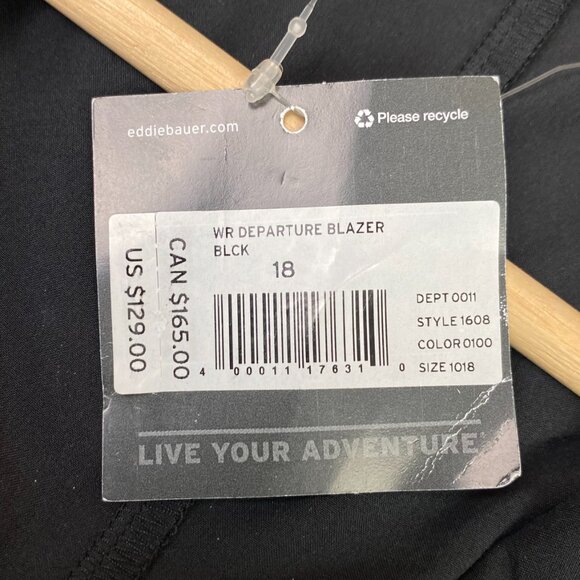 eddiebauer.com
Please recycle
WR DEPARTURE BLAZER
BLCK
18
US $129.00
CAN $165.00
DEPT 0011
STYLE 1608
COLOR 0100
SIZE 1018
4 00011 17631 0
LIVE YOUR ADVENTURE